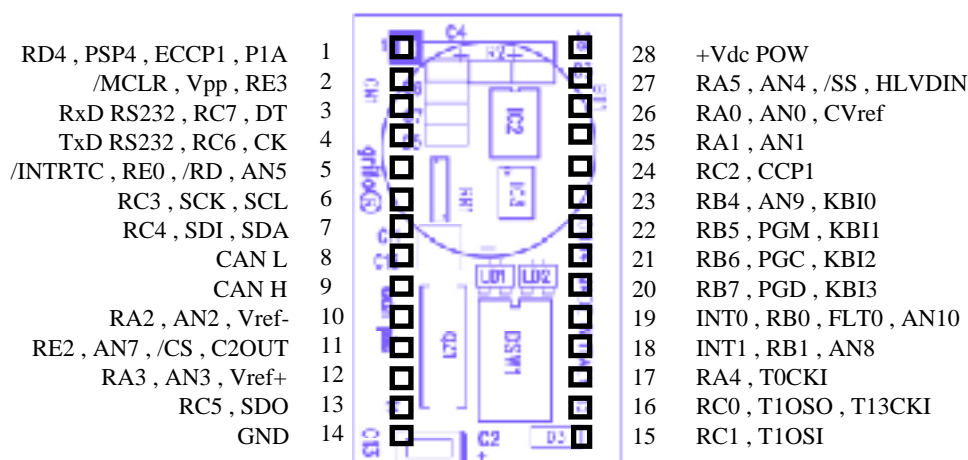 RD4 , PSP4 , ECCP1 , P1A 1
/MCLR , Vpp , RE3 2
RxD RS232 , RC7 , DT 3
TxD RS232 , RC6 , CK 4
/INTRTC , RE0 , /RD , AN5 5
RC3 , SCK , SCL 6
RC4 , SDI , SDA 7
CAN L 8
CAN H 9
RA2 , AN2 , Vref- 10
RE2 , AN7 , /CS , C2OUT 11
RA3 , AN3 , Vref+ 12
RC5 , SDO 13
GND 14
C4
R2
IC2
grifo®
LD1 LD2
DSW1
C13
C2
+
28 +Vdc POW
27 RA5 , AN4 , /SS , HLVDIN
26 RA0 , AN0 , CVref
25 RA1 , AN1
24 RC2 , CCP1
23 RB4 , AN9 , KBI0
22 RB5 , PGM , KBI1
21 RB6 , PGC , KBI2
20 RB7 , PGD , KBI3
19 INT0 , RB0 , FLT0 , AN10
18 INT1 , RB1 , AN8
17 RA4 , T0CKI
16 RC0 , T1OSO , T13CKI
15 RC1 , T1OSI